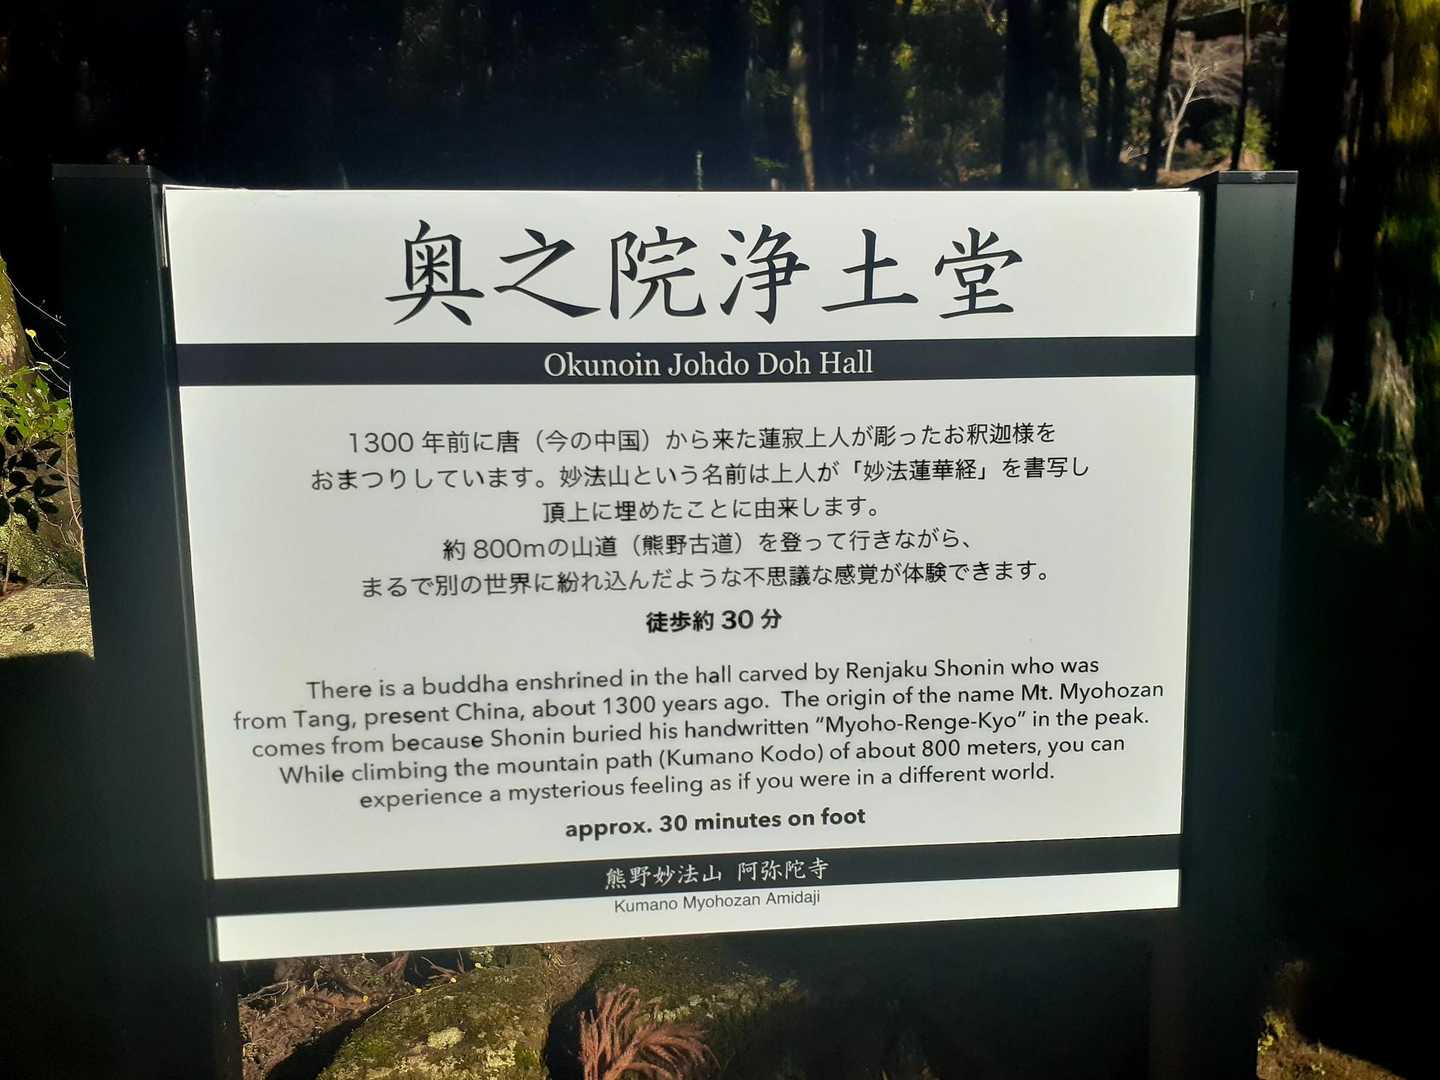 奥之院浄土堂
Okunoin Johdo Doh Hall
1300 年前に唐（今の中国）から来た蓮寂上人が彫ったお釈迦様を
おまつりしています。妙法山という名前は上人が「妙法蓮華経」を書写し
頂上に埋めたことに由来します。
約 800mの山道（熊野古道）を登って行きながら、
まるで別の世界に紛れ込んだような不思議な感覚が体験できます。
徒歩約 30 分
There is a buddha enshrined in the hall carved by Renjaku Shonin who was
from Tang, present China, about 1300 years ago. The origin of the name Mt. Myohozan
comes from because Shonin buried his handwritten “Myoho-Renge-Kyo” in the peak.
While climbing the mountain path (Kumano Kodo) of about 800 meters, you can
experience a mysterious feeling as if you were in a different world.
approx. 30 minutes on foot
熊野妙法山 阿弥陀寺
Kumano Myohozan Amidaji